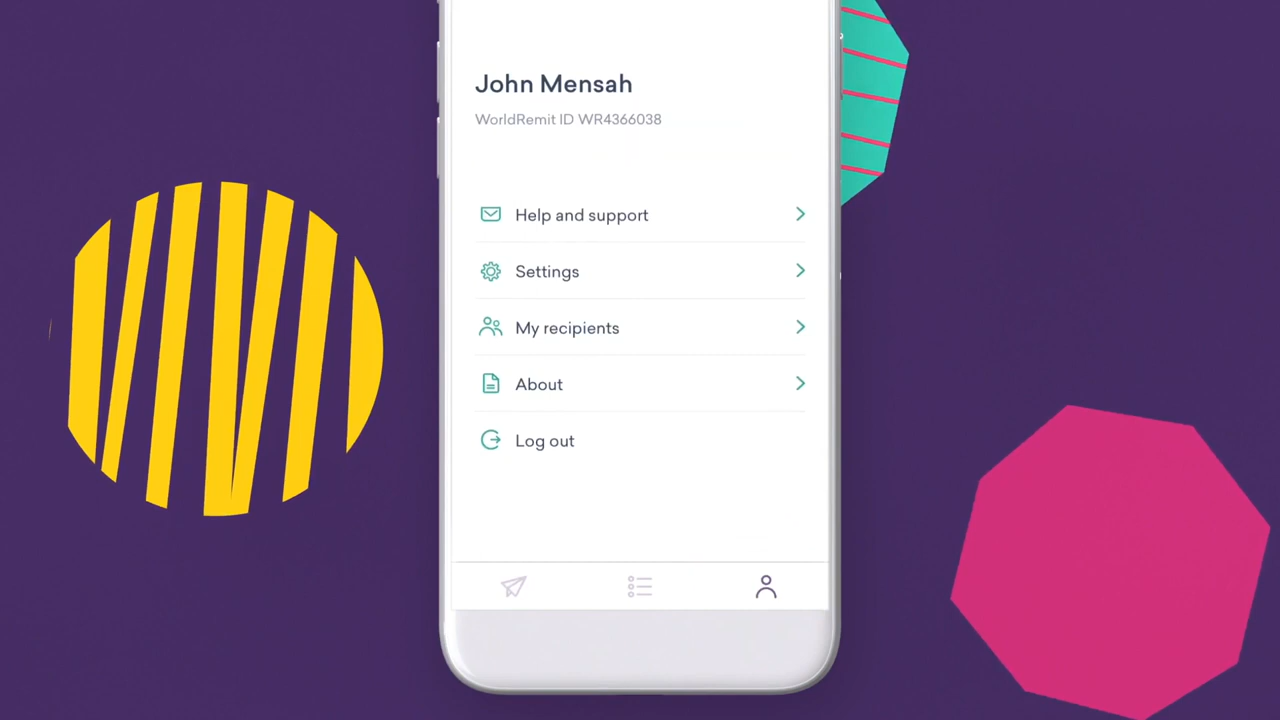 John Mensah
WorldRemit ID WR4366038
Help and support
Settings
My recipients
About
Log out